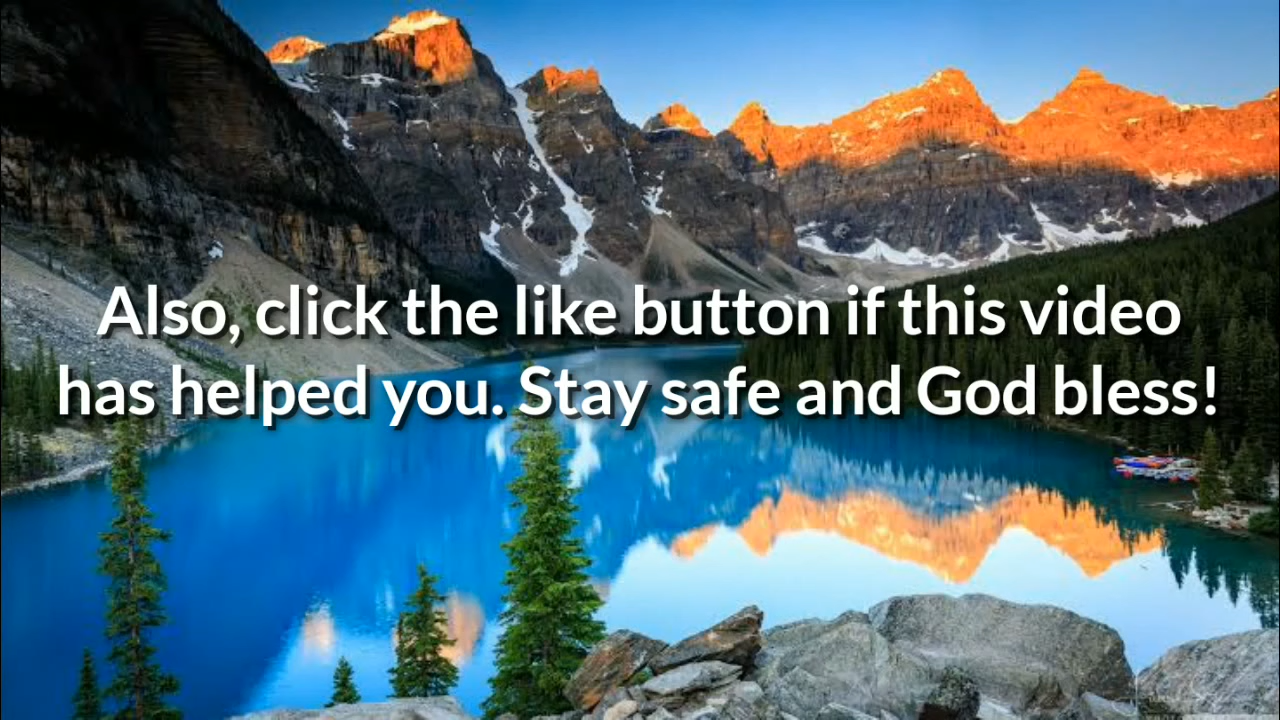 Also, click the like button if this video
has helped you. Stay safe and God bless!